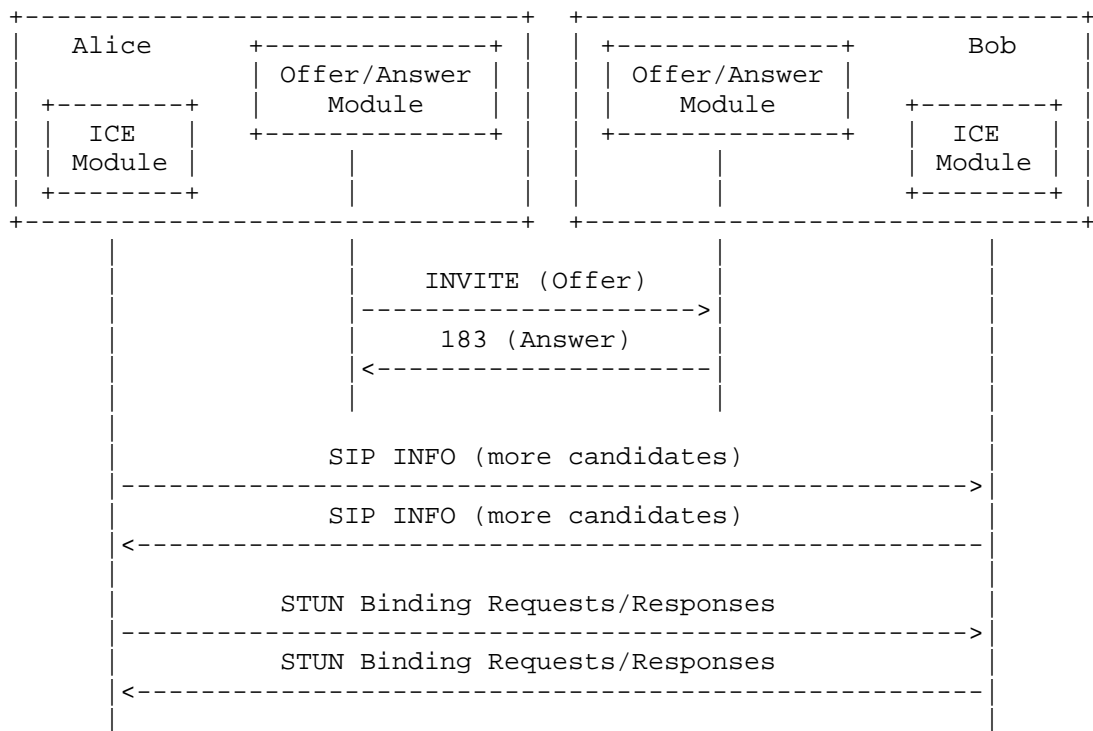 Alice
Bob
Offer/Answer
Module
Offer/Answer
Module
ICE
Module
ICE
Module
INVITE (Offer)
183 (Answer)
SIP INFO (more candidates)
SIP INFO (more candidates)
STUN Binding Requests/Responses
STUN Binding Requests/Responses